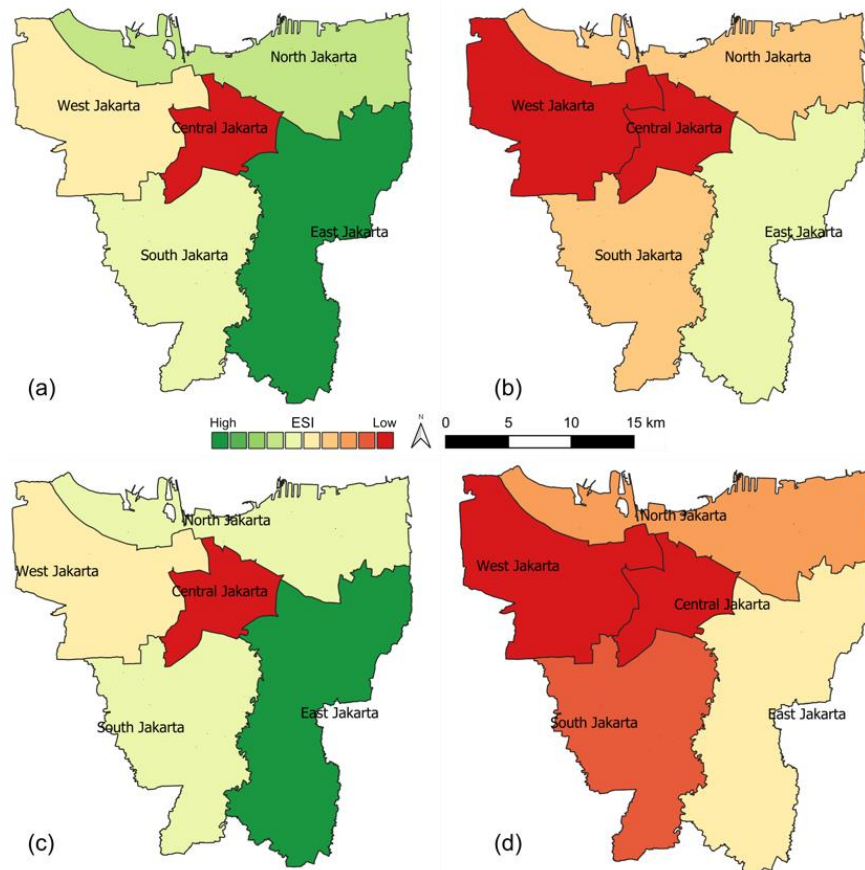 North Jakarta
West Jakarta
Central Jakarta
East Jakarta
South Jakarta
(a)
North Jakarta
West Jakarta
Central Jakarta
East Jakarta
South Jakarta
(b)
High ESI Low
N
0 5 10 15 km
North Jakarta
West Jakarta
Central Jakarta
East Jakarta
South Jakarta
(c)
North Jakarta
West Jakarta
Central Jakarta
East Jakarta
South Jakarta
(d)